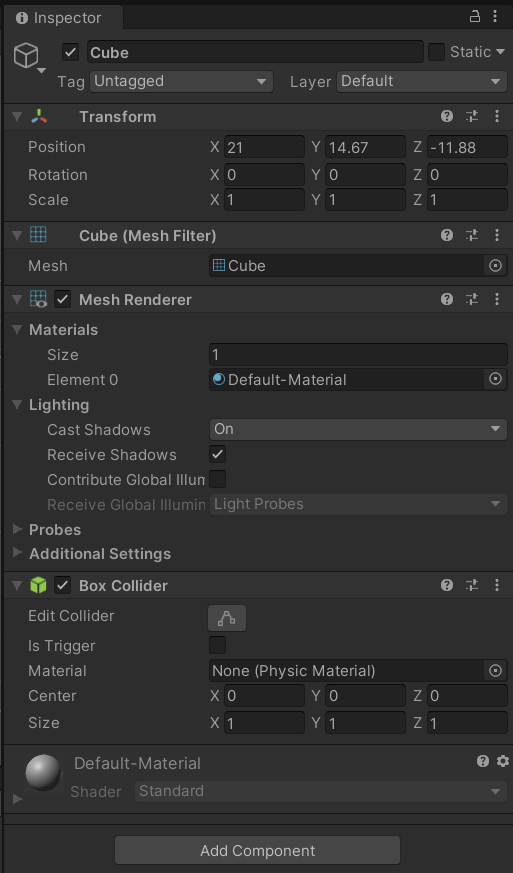 Inspector
Cube
Static
Tag Untagged Layer Default
Transform
Position X 21 Y 14.67 Z -11.88
Rotation X 0 Y 0 Z 0
Scale X 1 Y 1 Z 1
Cube (Mesh Filter)
Mesh Cube
Mesh Renderer
Materials
Size 1
Element 0 Default-Material
Lighting
Cast Shadows On
Receive Shadows
Contribute Global Illum
Receive Global Illumin Light Probes
Probes
Additional Settings
Box Collider
Edit Collider
Is Trigger
Material None (Physic Material)
Center X 0 Y 0 Z 0
Size X 1 Y 1 Z 1
Default-Material
Shader Standard
Add Component